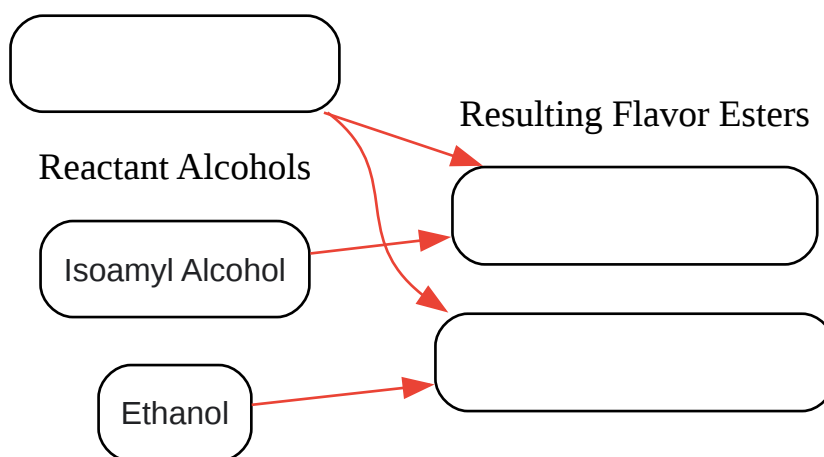 Resulting Flavor Esters
Reactant Alcohols
Isoamyl Alcohol
Ethanol